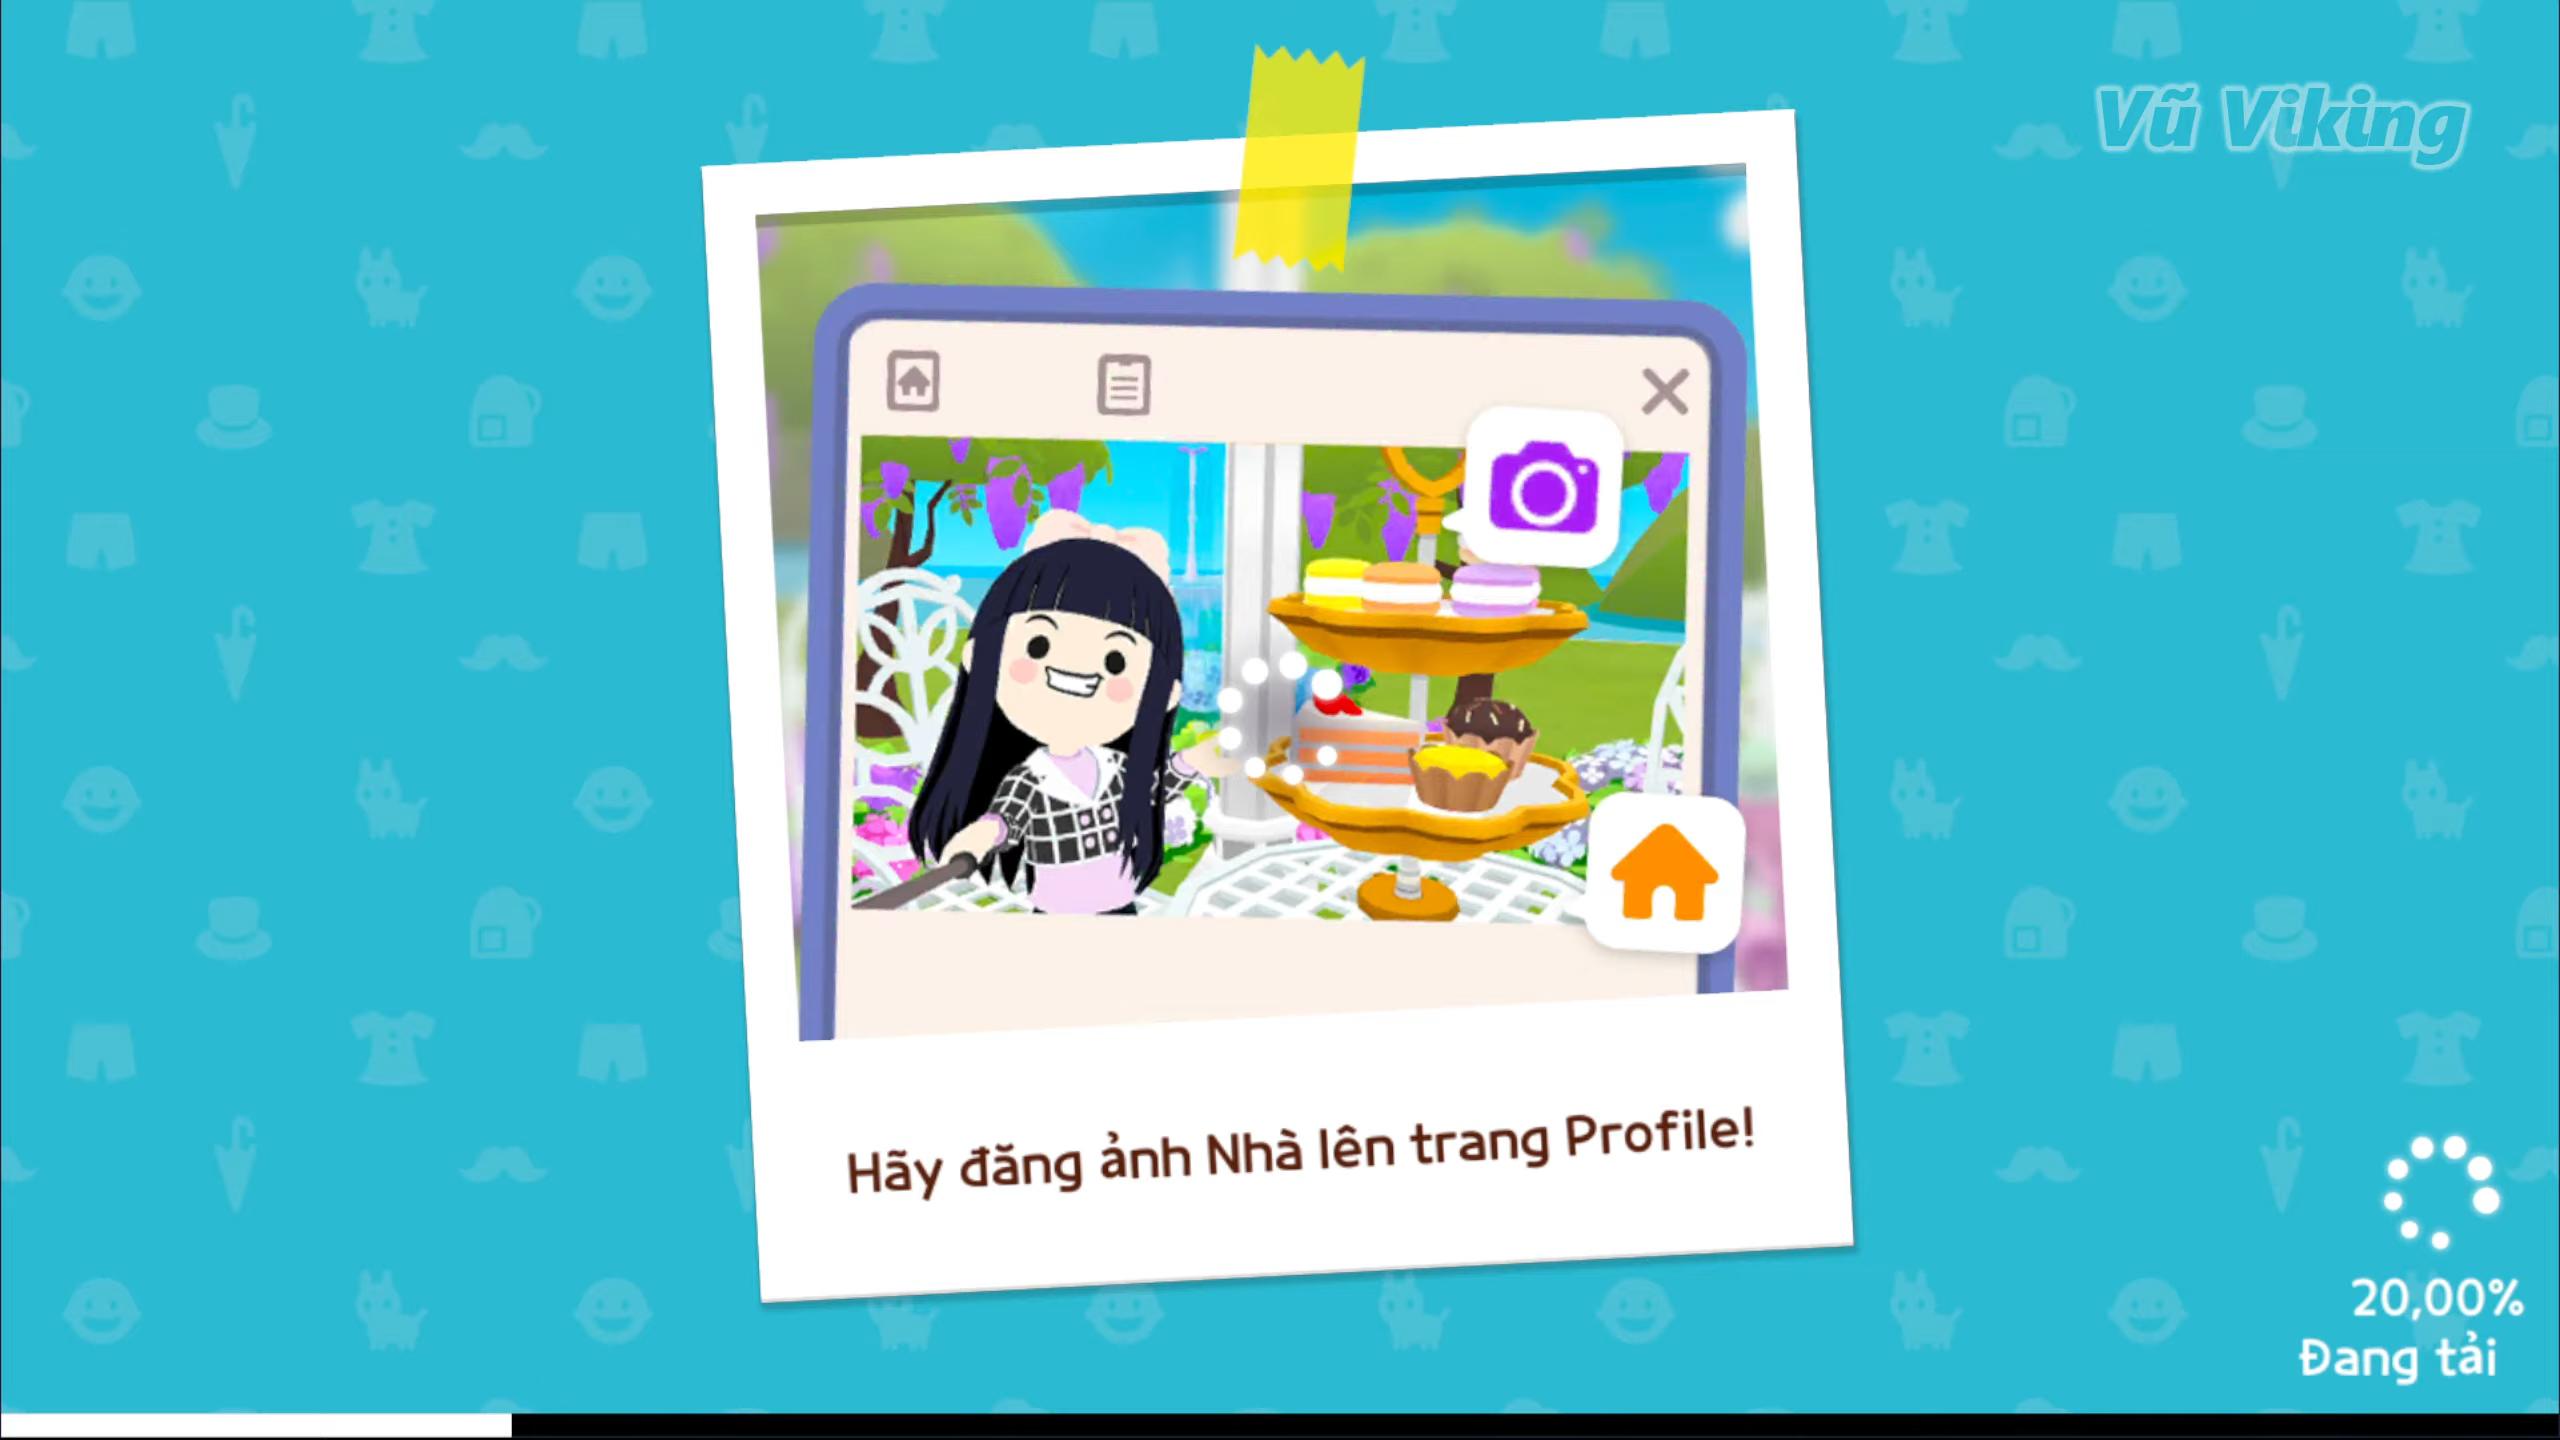 Vũ Viking
Hãy đăng ảnh Nhà lên trang Profile!
20,00%
Đang tải